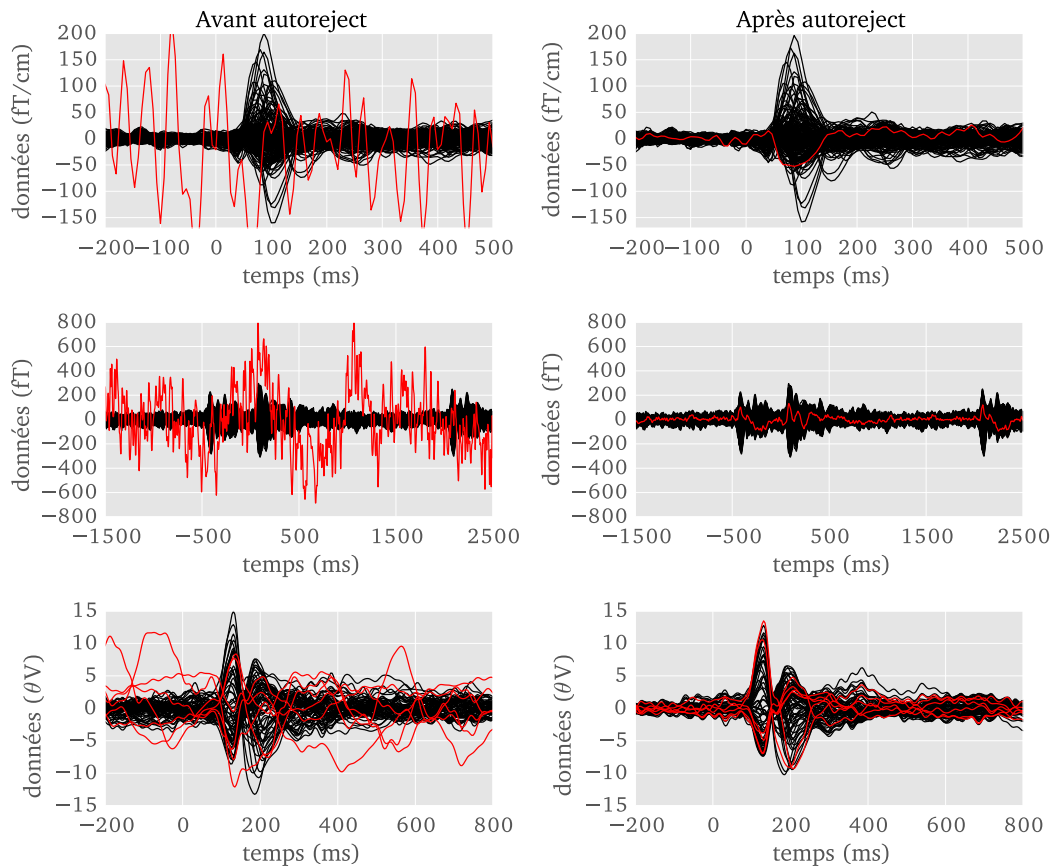 Avant autoreject
Après autoreject
200
150
100
50
0
−50
−100
−150
données (fT/cm)
−200 −100 0 100 200 300 400 500
temps (ms)
200
150
100
50
0
−50
−100
−150
données (fT/cm)
−200 −100 0 100 200 300 400 500
temps (ms)
800
600
400
200
0
−200
−400
−600
−800
données (fT)
−1500 −500 500 1500 2500
temps (ms)
800
600
400
200
0
−200
−400
−600
−800
données (fT)
−1500 −500 500 1500 2500
temps (ms)
15
10
5
0
−5
−10
−15
données (θV)
−200 0 200 400 600 800
temps (ms)
15
10
5
0
−5
−10
−15
données (θV)
−200 0 200 400 600 800
temps (ms)